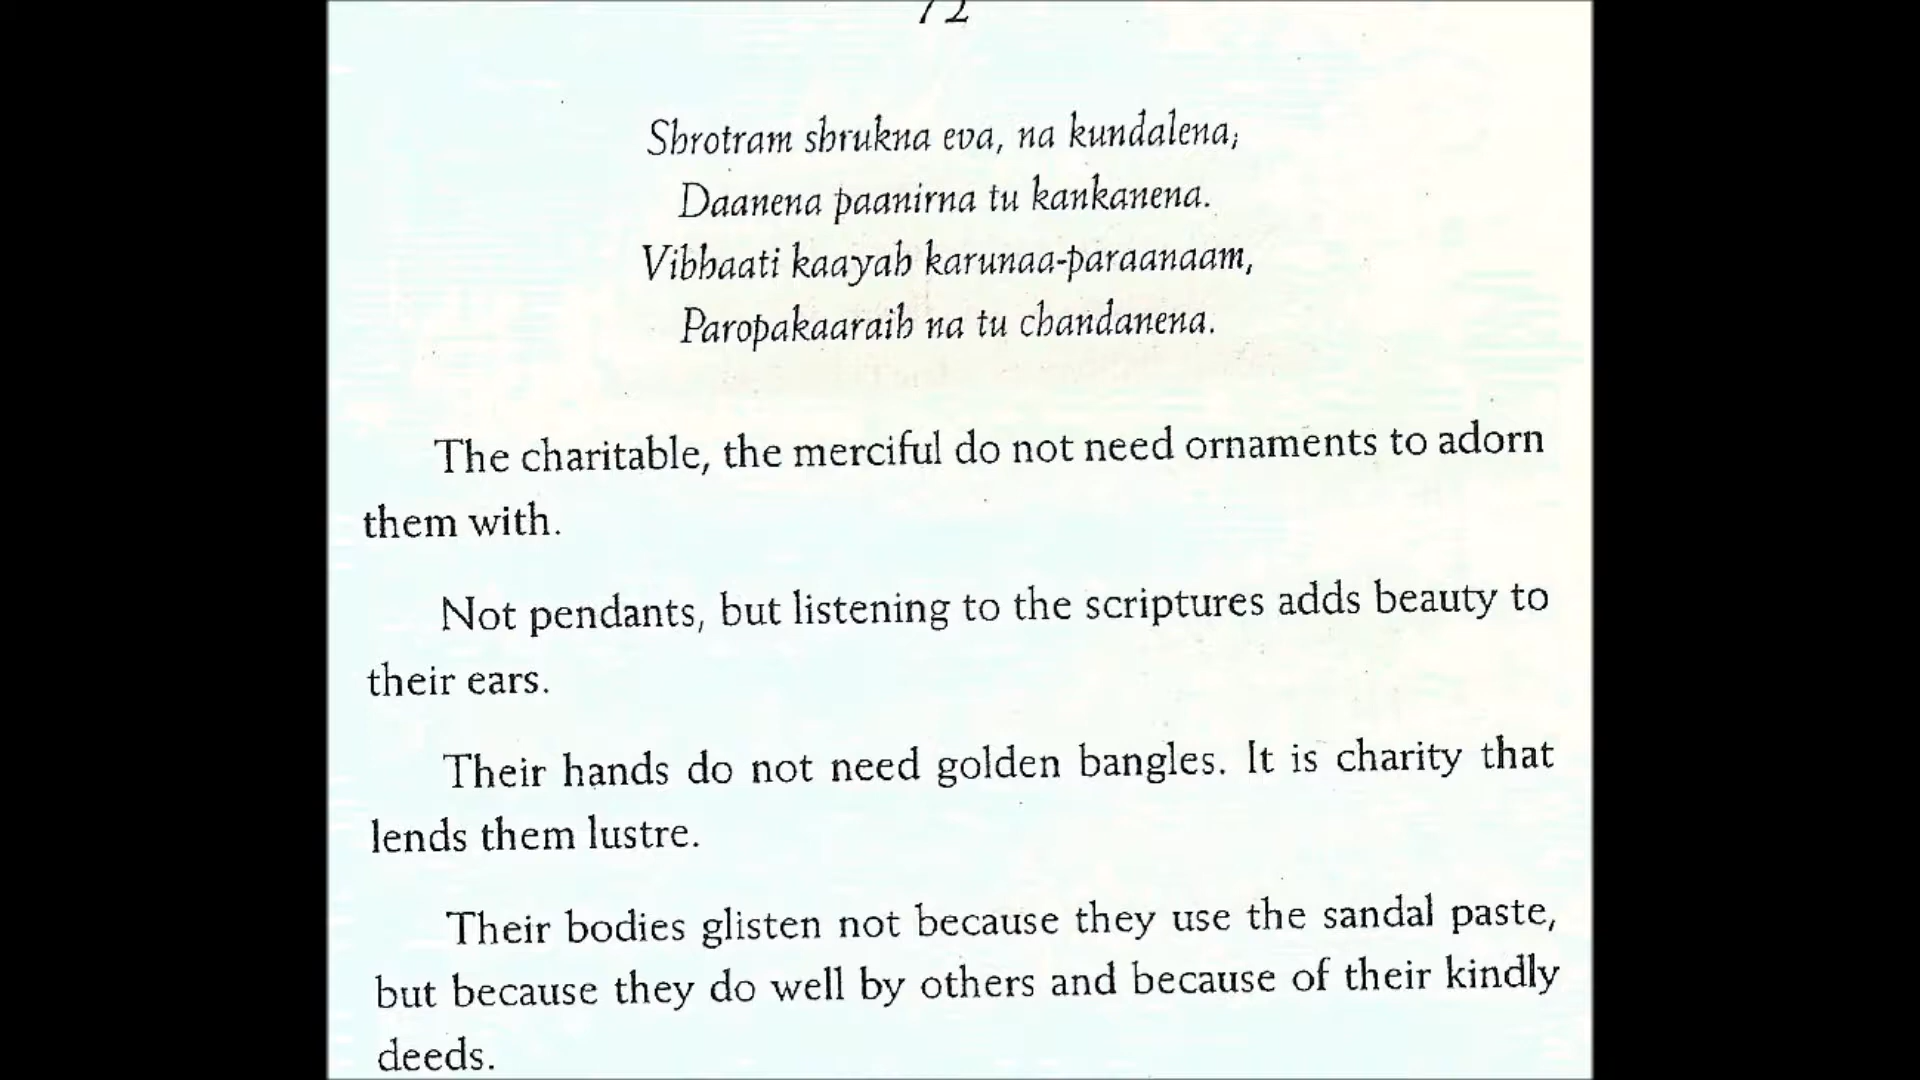 72
Shrotram shrukna eva, na kundalena;
Daanena paanirna tu kankanena.
Vibhaati kaayah karunaa-paraanaam,
Paropakaaraih na tu chandanena.
The charitable, the merciful do not need ornaments to adorn
them with.
Not pendants, but listening to the scriptures adds beauty to
their ears.
Their hands do not need golden bangles. It is charity that
lends them lustre.
Their bodies glisten not because they use the sandal paste,
but because they do well by others and because of their kindly
deeds.